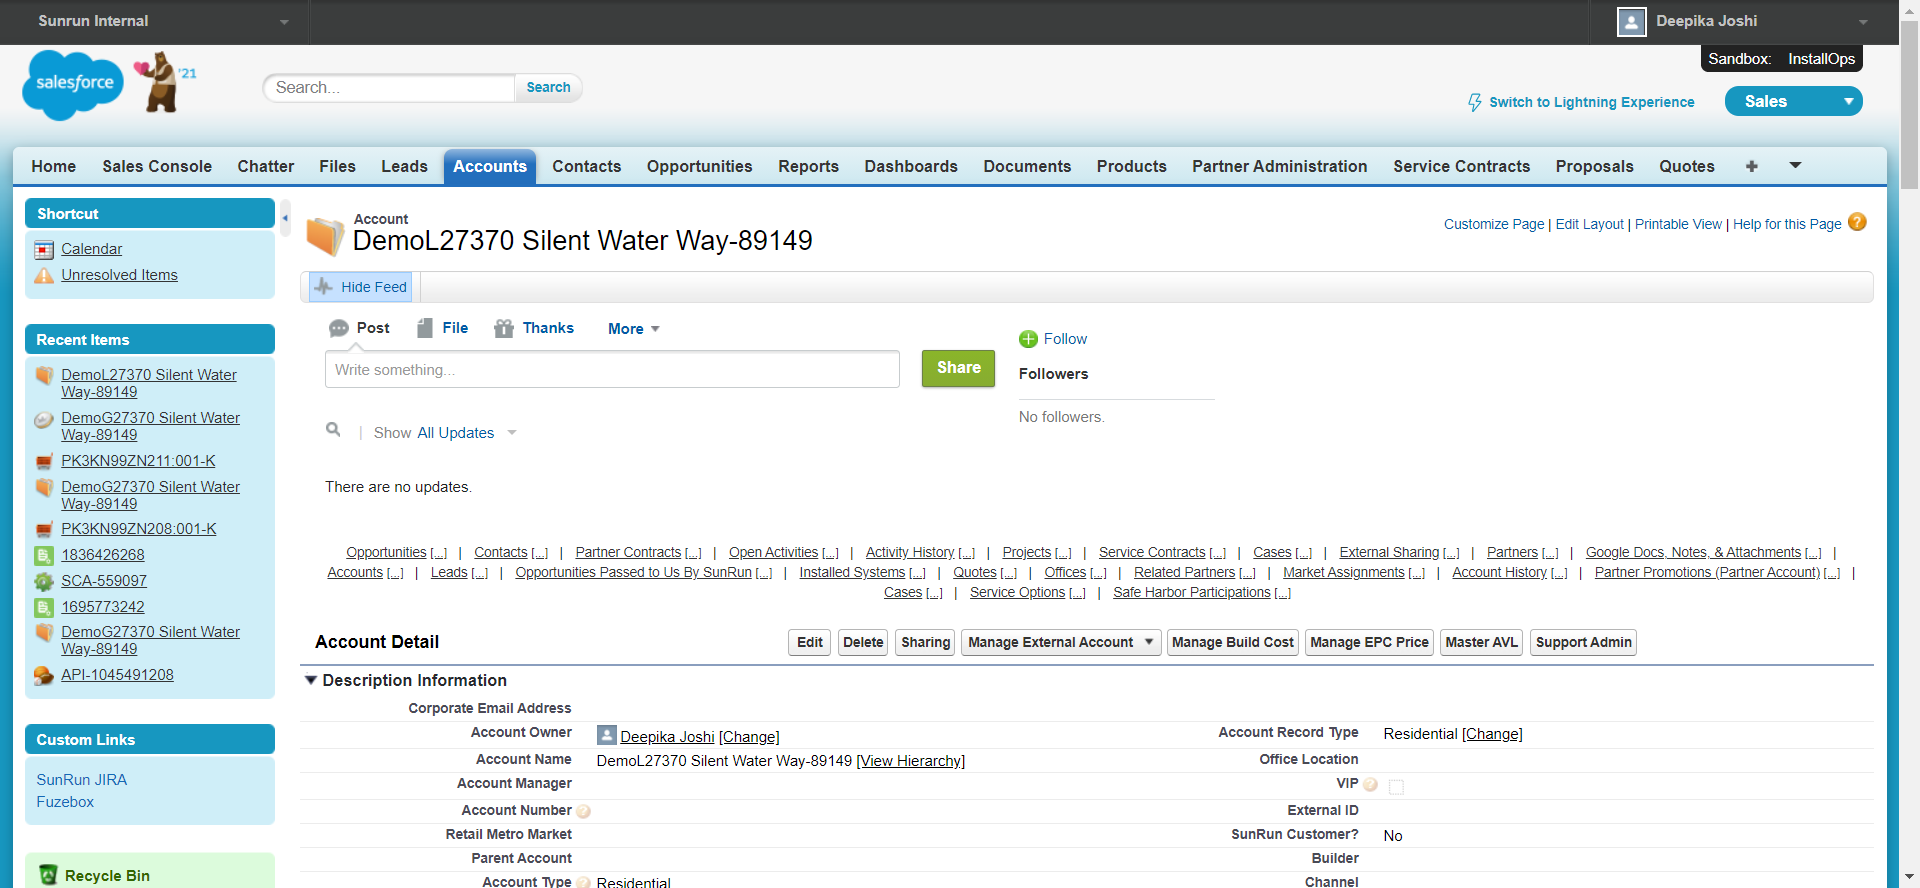 Sunrun Internal
Deepika Joshi
Sandbox: InstallOps
salesforce
'21
Search...
Search
Switch to Lightning Experience
Sales
Home Sales Console Chatter Files Leads Accounts Contacts Opportunities Reports Dashboards Documents Products Partner Administration Service Contracts Proposals Quotes +
Shortcut
Calendar
Unresolved Items
Recent Items
DemoL27370 Silent Water
Way-89149
DemoG27370 Silent Water
Way-89149
PK3KN99ZN211:001-K
DemoG27370 Silent Water
Way-89149
PK3KN99ZN208:001-K
1836426268
SCA-559097
1695773242
DemoG27370 Silent Water
Way-89149
API-1045491208
Custom Links
SunRun JIRA
Fuzebox
Recycle Bin
Account
DemoL27370 Silent Water Way-89149
Customize Page | Edit Layout | Printable View | Help for this Page ?
Hide Feed
Post File Thanks More
Write something...
Share
Follow
Followers
No followers.
| Show All Updates
There are no updates.
Opportunities [...] | Contacts [...] | Partner Contracts [...] | Open Activities [...] | Activity History [...] | Projects [...] | Service Contracts [...] | Cases [...] | External Sharing [...] | Partners [...] | Google Docs, Notes, & Attachments [...] |
Accounts [...] | Leads [...] | Opportunities Passed to Us By SunRun [...] | Installed Systems [...] | Quotes [...] | Offices [...] | Related Partners [...] | Market Assignments [...] | Account History [...] | Partner Promotions (Partner Account) [...] |
Cases [...] | Service Options [...] | Safe Harbor Participations [...]
Account Detail
Edit Delete Sharing Manage External Account Manage Build Cost Manage EPC Price Master AVL Support Admin
Description Information
Corporate Email Address
Account Owner Deepika Joshi [Change] Account Record Type Residential [Change]
Account Name DemoL27370 Silent Water Way-89149 [View Hierarchy] Office Location
Account Manager VIP ?
Account Number ? External ID
Retail Metro Market SunRun Customer? No
Parent Account Builder
Account Type ? Residential Channel